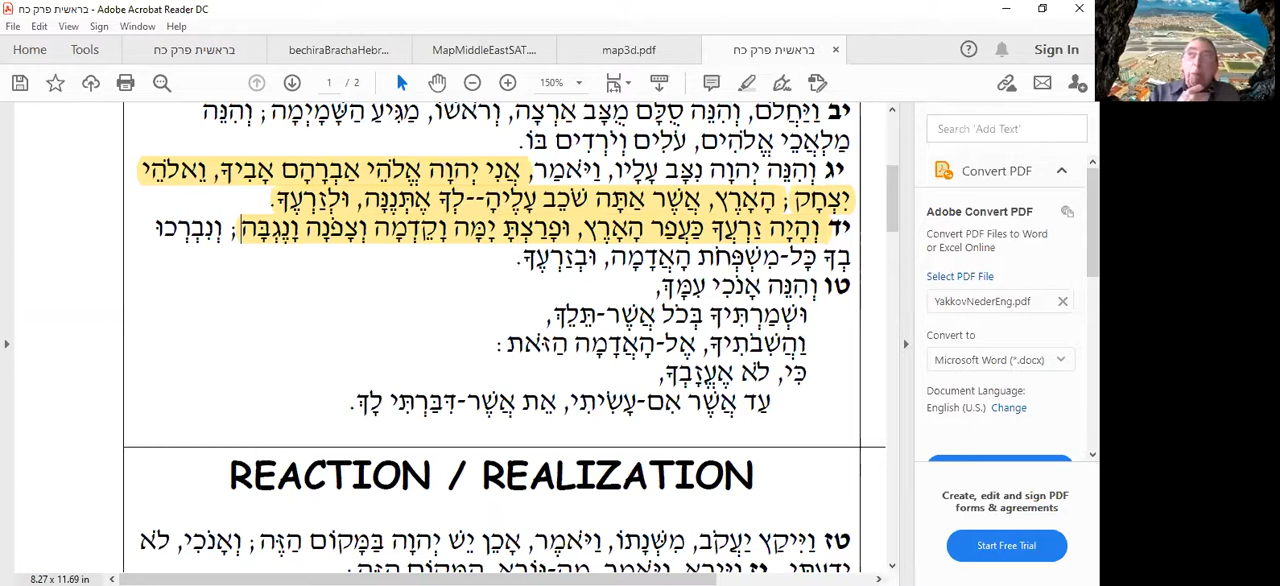 בראשית פרק כח - Adobe Acrobat Reader DC
File Edit View Sign Window Help
Home Tools בראשית פרק כח bechiraBrachaHebr... MapMiddleEastSAT.... map3d.pdf בראשית פרק כח × Sign In
1 / 2 150%
יב וַיַּחֲלֹם, וְהִנֵּה סֻלָּם מֻצָּב אַרְצָה, וְרֹאשׁוֹ, מַגִּיעַ הַשָּׁמָיְמָה; וְהִנֵּה
מַלְאֲכֵי אֱלֹהִים, עֹלִים וְיֹרְדִים בּוֹ.
יג וְהִנֵּה יְהוָה נִצָּב עָלָיו, וַיֹּאמַר, אֲנִי יְהוָה אֱלֹהֵי אַבְרָהָם אָבִיךָ, וֵאלֹהֵי
יִצְחָק; הָאָרֶץ, אֲשֶׁר אַתָּה שֹׁכֵב עָלֶיהָ--לְךָ אֶתְּנֶנָּה, וּלְזַרְעֶךָ.
יד וְהָיָה זַרְעֲךָ כַּעֲפַר הָאָרֶץ, וּפָרַצְתָּ יָמָּה וָקֵדְמָה וְצָפֹנָה וָנֶגְבָּה; וְנִבְרְכוּ
בְךָ כָּל-מִשְׁפְּחֹת הָאֲדָמָה, וּבְזַרְעֶךָ.
טו וְהִנֵּה אָנֹכִי עִמָּךְ,
וּשְׁמַרְתִּיךָ בְּכֹל אֲשֶׁר-תֵּלֵךְ,
וַהֲשִׁבֹתִיךָ, אֶל-הָאֲדָמָה הַזֹּאת:
כִּי, לֹא אֶעֱזָבְךָ,
עַד אֲשֶׁר אִם-עָשִׂיתִי, אֵת אֲשֶׁר-דִּבַּרְתִּי לָךְ.
REACTION / REALIZATION
טז וַיִּיקַץ יַעֲקֹב, מִשְּׁנָתוֹ, וַיֹּאמֶר, אָכֵן יֵשׁ יְהוָה בַּמָּקוֹם הַזֶּה; וְאָנֹכִי, לֹא
8.27 x 11.69 in
Search 'Add Text'
Convert PDF
Adobe Convert PDF
Convert PDF Files to Word
or Excel Online
Select PDF File
YakkovNederEng.pdf ×
Convert to
Microsoft Word (*.docx)
Document Language:
English (U.S.) Change
Create, edit and sign PDF
forms & agreements
Start Free Trial